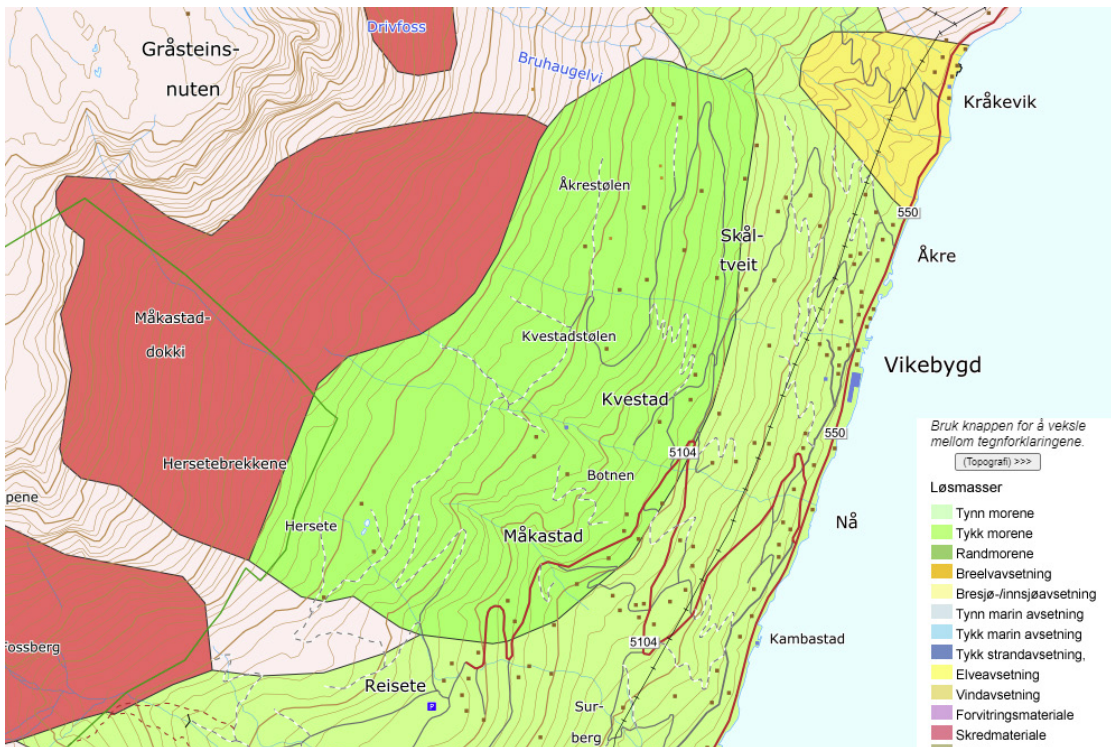 Drivfoss
Gråsteins-
nuten
Bruhaugelvi
Kråkevik
Åkrestølen
550
Skål-
tveit
Åkre
Måkastad-
dokki
Kvestadstølen
Vikebygd
Kvestad
550
5104
Hersetebrekkene
Botnen
pene
Hersete
Måkastad
Nå
Kambastad
5104
Fossberg
Reisete
P
Sur-
berg
Bruk knappen for å veksle
mellom tegnforklaringene.
(Topografi) >>>
Løsmasser
Tynn morene
Tykk morene
Randmorene
Breelvavsetning
Bresjø-/innsjøavsetning
Tynn marin avsetning
Tykk marin avsetning
Tykk strandavsetning,
Elveavsetning
Vindavsetning
Forvitringsmateriale
Skredmateriale